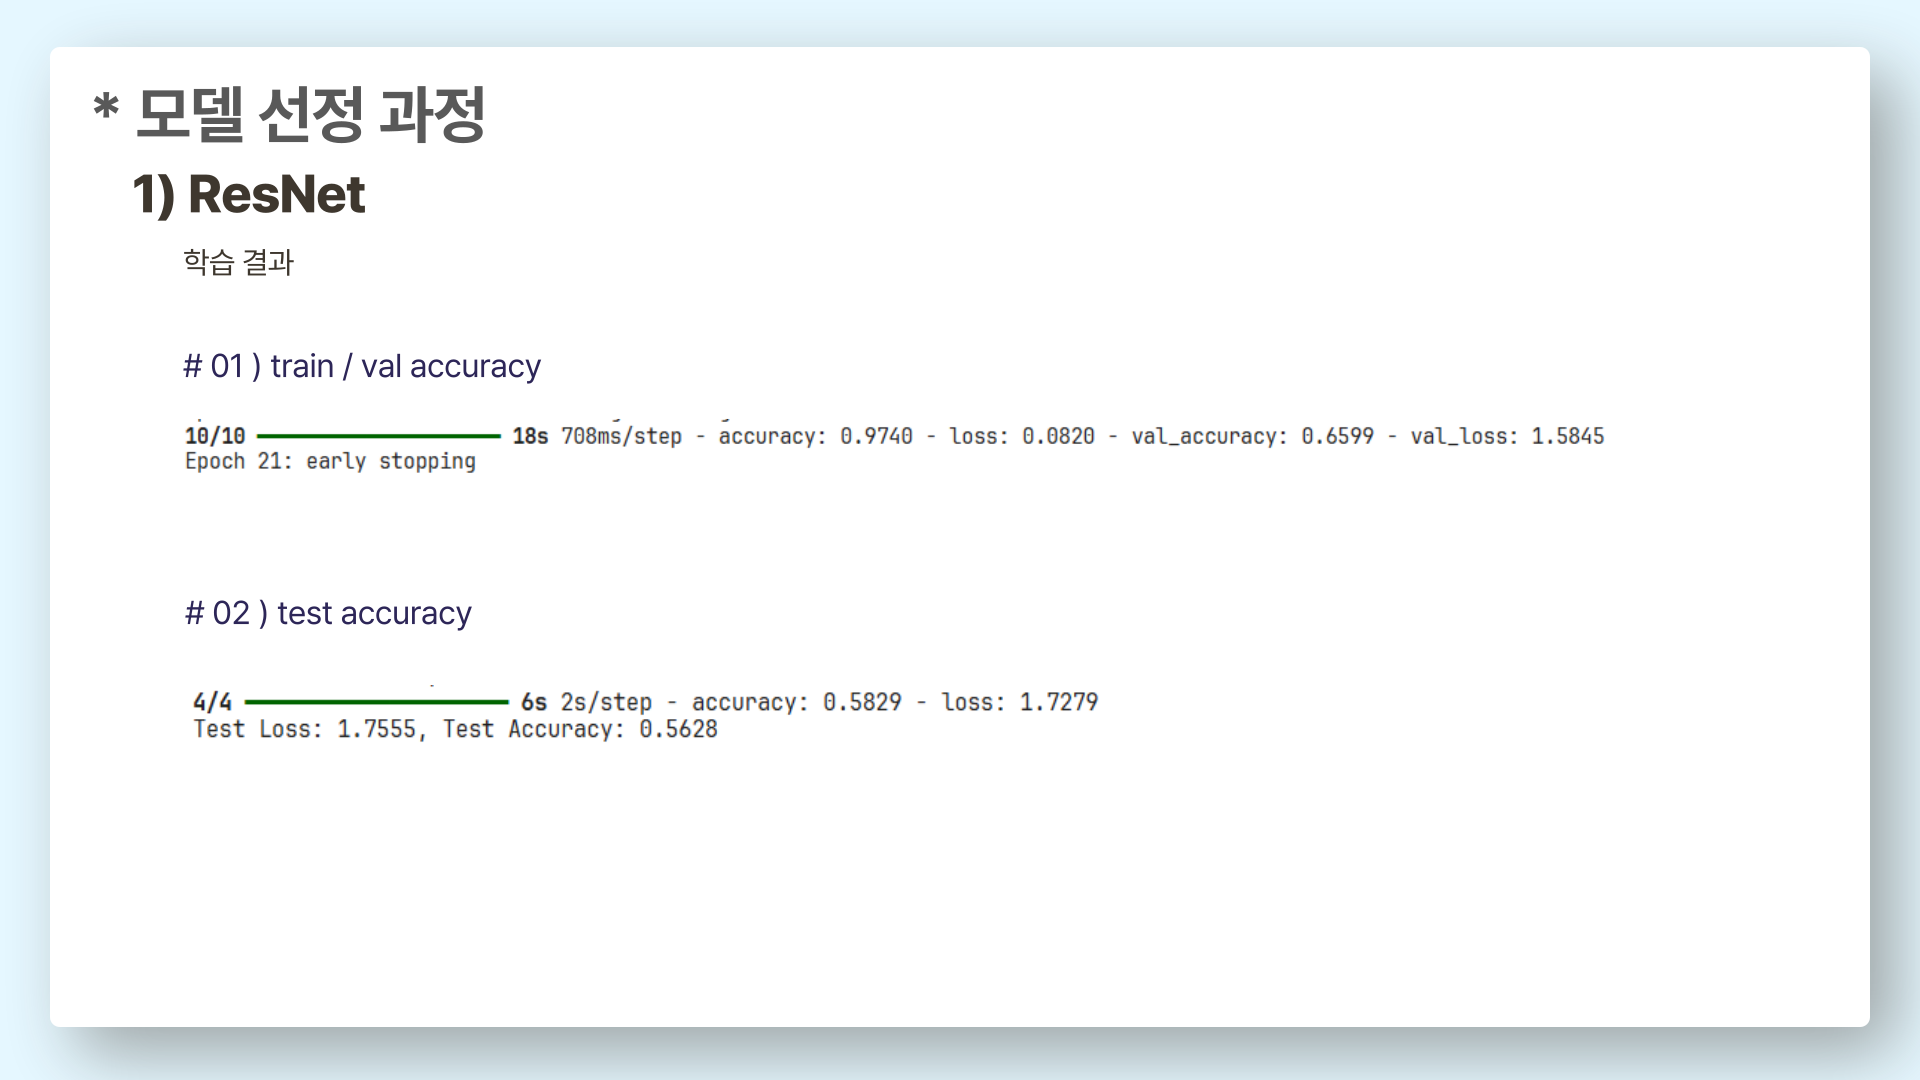 * 모델 선정 과정
1) ResNet
학습 결과
# 01 ) train / val accuracy
10/10 ━━━━━━━━━━━━━━━━━━━━ 18s 708ms/step - accuracy: 0.9740 - loss: 0.0820 - val_accuracy: 0.6599 - val_loss: 1.5845
Epoch 21: early stopping
# 02 ) test accuracy
4/4 ━━━━━━━━━━━━━━━━━━━━ 6s 2s/step - accuracy: 0.5829 - loss: 1.7279
Test Loss: 1.7555, Test Accuracy: 0.5628